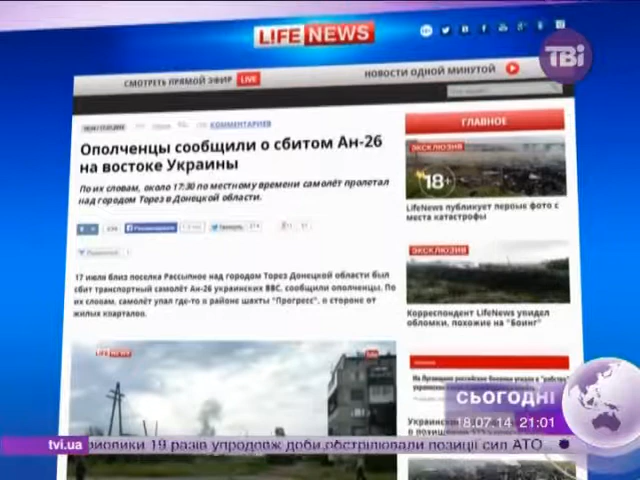 LIFE NEWS
ТВі
СМОТРЕТЬ ПРЯМОЙ ЭФИР LIVE
НОВОСТИ ОДНОЙ МИНУТОЙ
КОММЕНТАРИЕВ
ГЛАВНОЕ
Ополченцы сообщили о сбитом Ан-26
на востоке Украины
По их словам, около 17:30 по местному времени самолёт пролетал
над городом Торез в Донецкой области.
ЭКСКЛЮЗИВ
18+
LifeNews публикует первые фото с
места катастрофы
17 июля близ поселка Рассыпное над городом Торез Донецкой области был
сбит транспортный самолёт Ан-26 украинских ВВС, сообщили ополченцы. По
их словам, самолёт упал где-то в районе шахты "Прогресс", в стороне от
жилых кварталов.
ЭКСКЛЮЗИВ
Корреспондент LifeNews увидел
обломки, похожие на "Боинг"
LIFE NEWS
СЬОГОДНІ
8.07.14 21:01
tvi.ua
19 разів упродовж доби обстрілювали позиції сил АТО